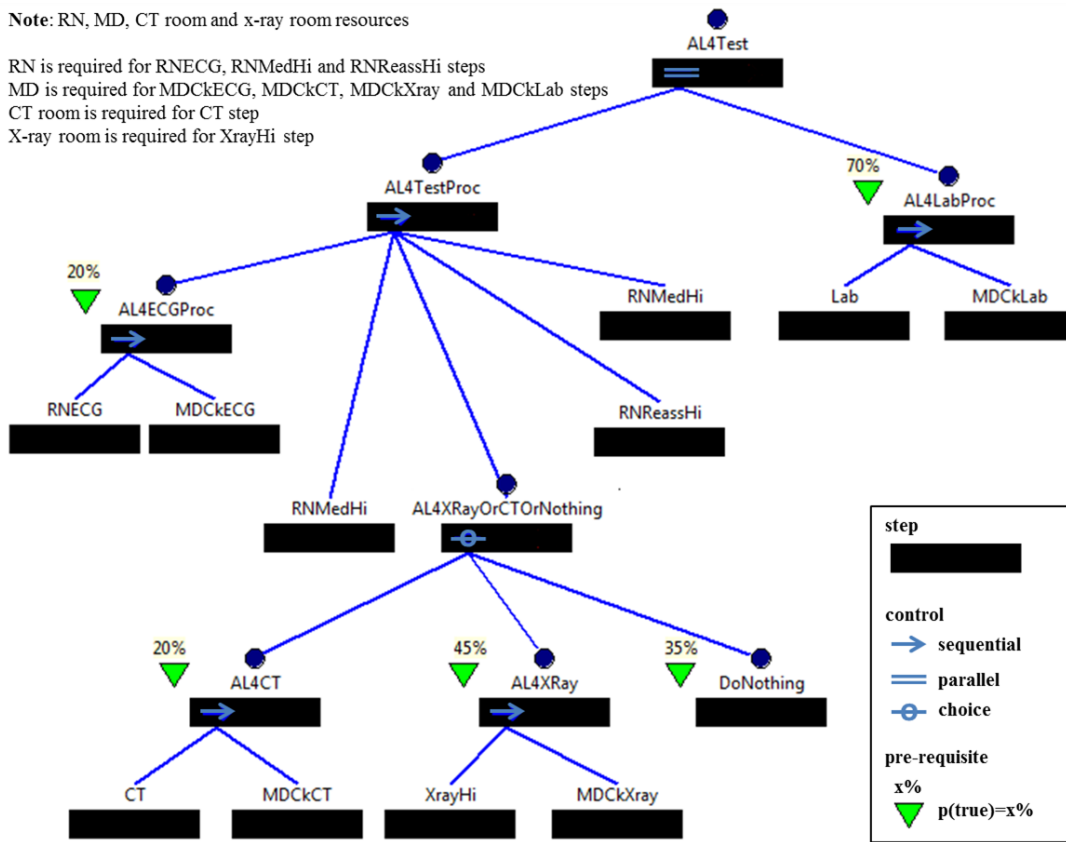 Note: RN, MD, CT room and x-ray room resources
RN is required for RNECG, RNMedHi and RNReassHi steps
MD is required for MDCkECG, MDCkCT, MDCkXray and MDCkLab steps
CT room is required for CT step
X-ray room is required for XrayHi step
AL4Test
AL4TestProc
70%
AL4LabProc
20%
AL4ECGProc
RNMedHi
Lab
MDCkLab
RNECG
MDCkECG
RNReassHi
RNMedHi
AL4XRayOrCTOrNothing
20%
AL4CT
45%
AL4XRay
35%
DoNothing
CT
MDCkCT
XrayHi
MDCkXray
step
control
sequential
parallel
choice
pre-requisite
x%
p(true)=x%